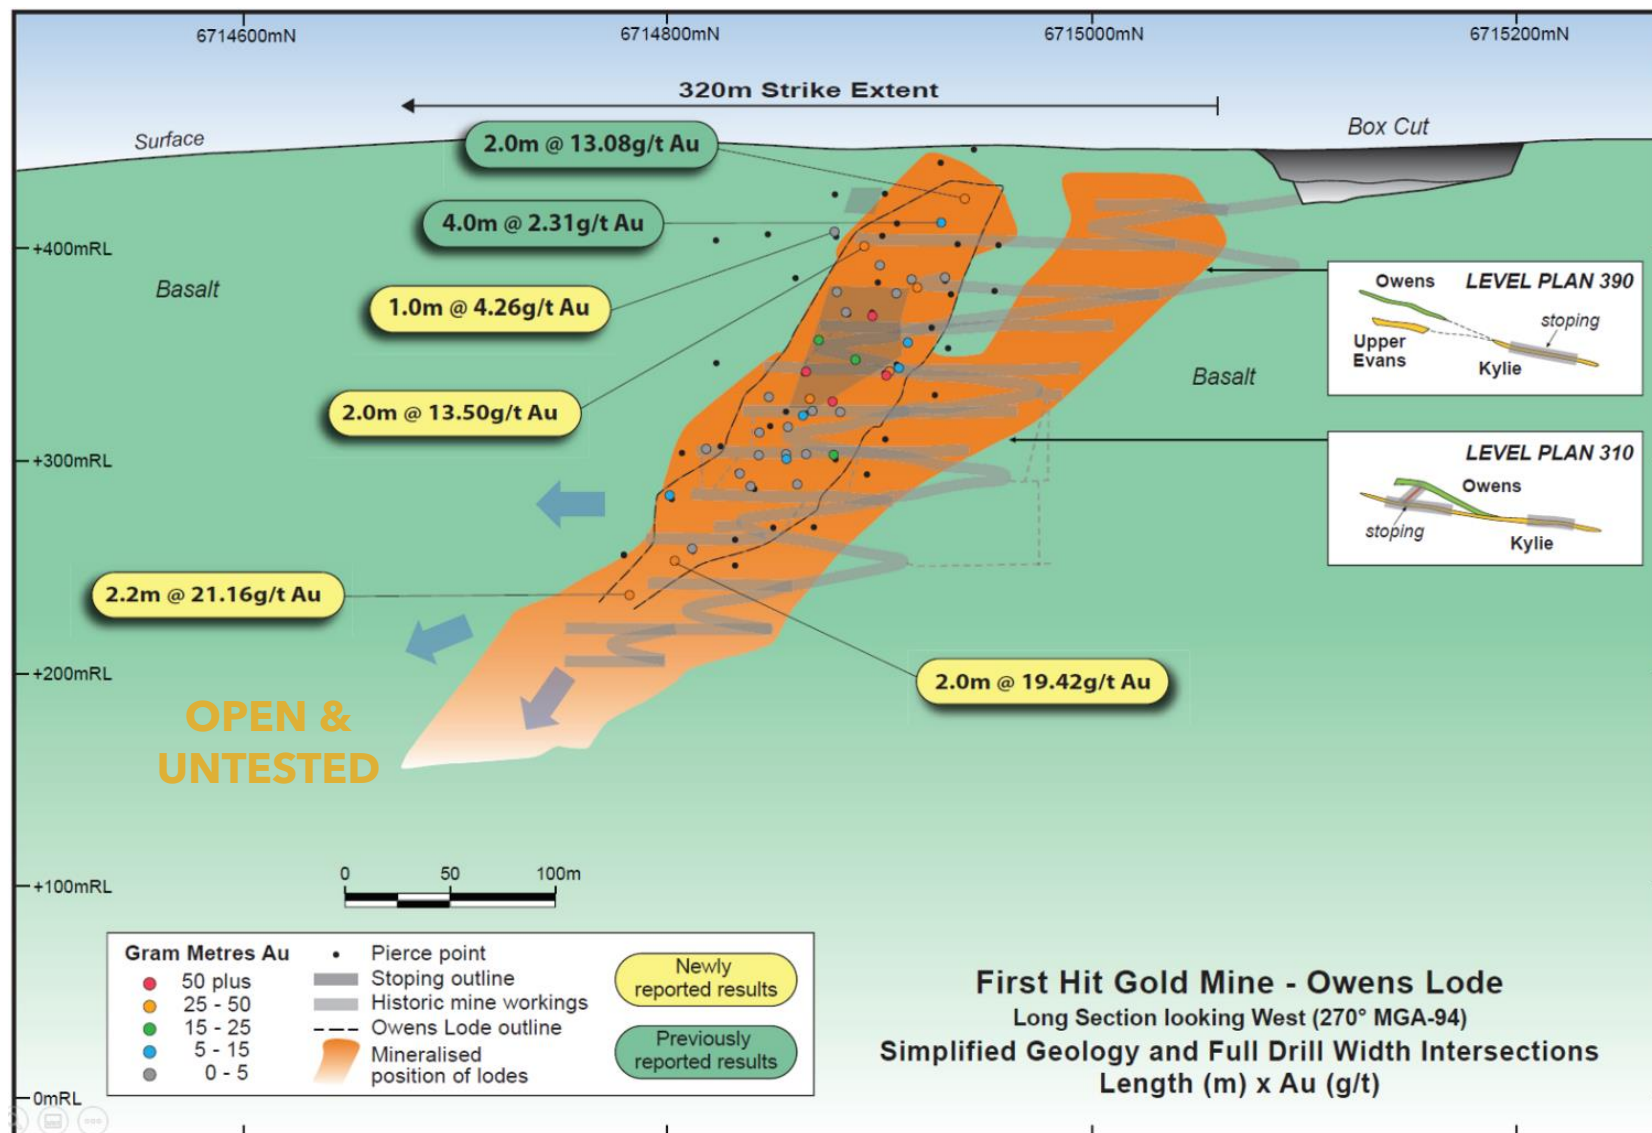 6714600mN
6714800mN
6715000mN
6715200mN
320m Strike Extent
Surface
Box Cut
2.0m @ 13.08g/t Au
4.0m @ 2.31g/t Au
+400mRL
Basalt
1.0m @ 4.26g/t Au
LEVEL PLAN 390
Owens
stoping
Upper
Evans
Kylie
Basalt
2.0m @ 13.50g/t Au
+300mRL
LEVEL PLAN 310
Owens
stoping
Kylie
2.2m @ 21.16g/t Au
+200mRL
2.0m @ 19.42g/t Au
OPEN &
UNTESTED
0 50 100m
+100mRL
Gram Metres Au
50 plus
25 - 50
15 - 25
5 - 15
0 - 5
Pierce point
Stoping outline
Historic mine workings
Owens Lode outline
Mineralised
position of lodes
Newly
reported results
Previously
reported results
First Hit Gold Mine - Owens Lode
Long Section looking West (270° MGA-94)
Simplified Geology and Full Drill Width Intersections
Length (m) x Au (g/t)
0mRL